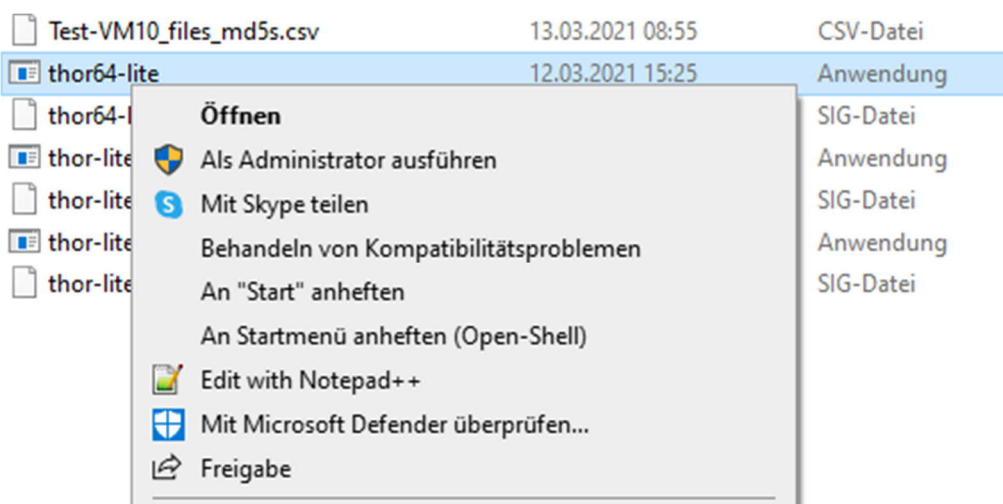 Test-VM10_files_md5s.csv 13.03.2021 08:55 CSV-Datei
thor64-lite 12.03.2021 15:25 Anwendung
thor64-l SIG-Datei
thor-lite Anwendung
thor-lite SIG-Datei
thor-lite Anwendung
thor-lite SIG-Datei
Öffnen
Als Administrator ausführen
Mit Skype teilen
Behandeln von Kompatibilitätsproblemen
An "Start" anheften
An Startmenü anheften (Open-Shell)
Edit with Notepad++
Mit Microsoft Defender überprüfen...
Freigabe